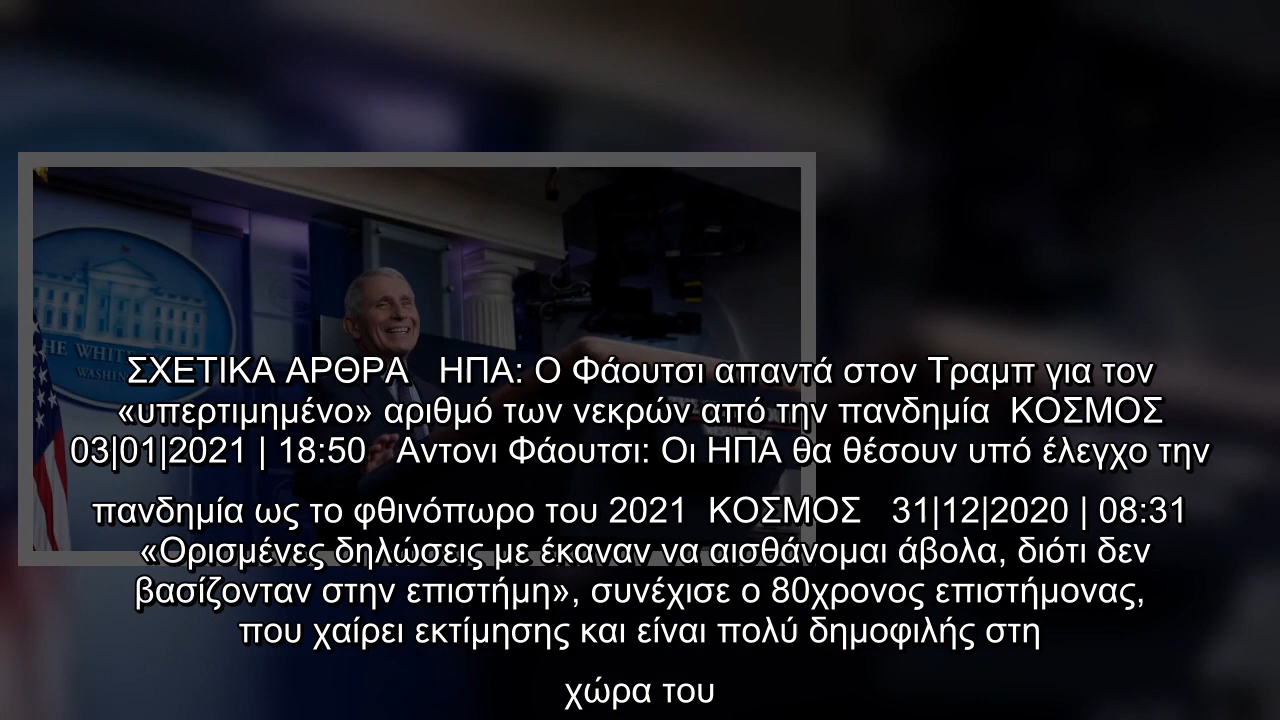 ΣΧΕΤΙΚΑ ΑΡΘΡΑ   ΗΠΑ: Ο Φάουτσι απαντά στον Τραμπ για τον
«υπερτιμημένο» αριθμό των νεκρών από την πανδημία  ΚΟΣΜΟΣ
03|01|2021 | 18:50   Αντονι Φάουτσι: Οι ΗΠΑ θα θέσουν υπό έλεγχο την
πανδημία ως το φθινόπωρο του 2021  ΚΟΣΜΟΣ   31|12|2020 | 08:31
«Ορισμένες δηλώσεις με έκαναν να αισθάνομαι άβολα, διότι δεν
βασίζονταν στην επιστήμη», συνέχισε ο 80χρονος επιστήμονας,
που χαίρει εκτίμησης και είναι πολύ δημοφιλής στη
χώρα του
THE WHIT
WASHIN